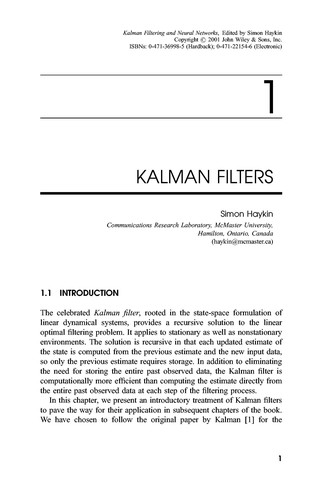 Kalman Filtering and Neural Networks, Edited by Simon Haykin
Copyright © 2001 John Wiley & Sons, Inc.
ISBNs: 0-471-36998-5 (Hardback); 0-471-22154-6 (Electronic)
1
KALMAN FILTERS
Simon Haykin
Communications Research Laboratory, McMaster University,
Hamilton, Ontario, Canada
(haykin@mcmaster.ca)
1.1 INTRODUCTION
The celebrated Kalman filter, rooted in the state-space formulation of
linear dynamical systems, provides a recursive solution to the linear
optimal filtering problem. It applies to stationary as well as nonstationary
environments. The solution is recursive in that each updated estimate of
the state is computed from the previous estimate and the new input data,
so only the previous estimate requires storage. In addition to eliminating
the need for storing the entire past observed data, the Kalman filter is
computationally more efficient than computing the estimate directly from
the entire past observed data at each step of the filtering process.
In this chapter, we present an introductory treatment of Kalman filters
to pave the way for their application in subsequent chapters of the book.
We have chosen to follow the original paper by Kalman [1] for the
1